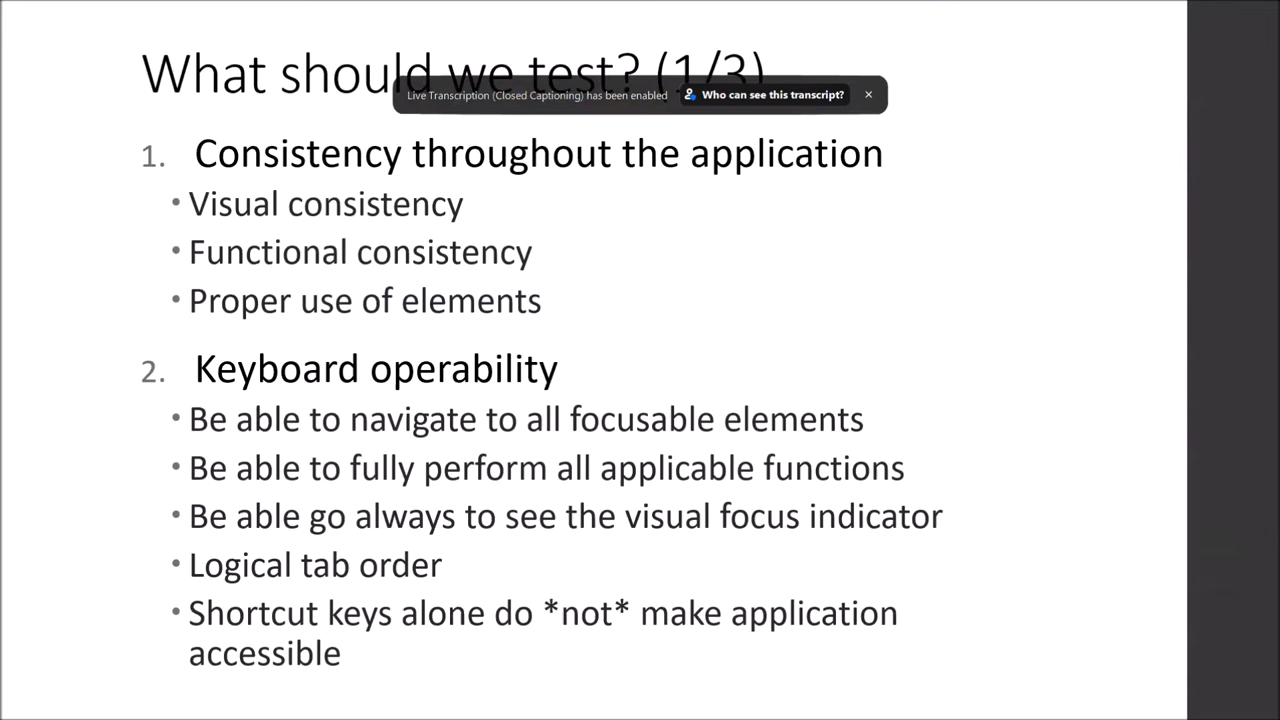 What should we test? (1/3)
Live Transcription (Closed Captioning) has been enabled Who can see this transcript? ×
1. Consistency throughout the application
• Visual consistency
• Functional consistency
• Proper use of elements
2. Keyboard operability
• Be able to navigate to all focusable elements
• Be able to fully perform all applicable functions
• Be able go always to see the visual focus indicator
• Logical tab order
• Shortcut keys alone do *not* make application
accessible